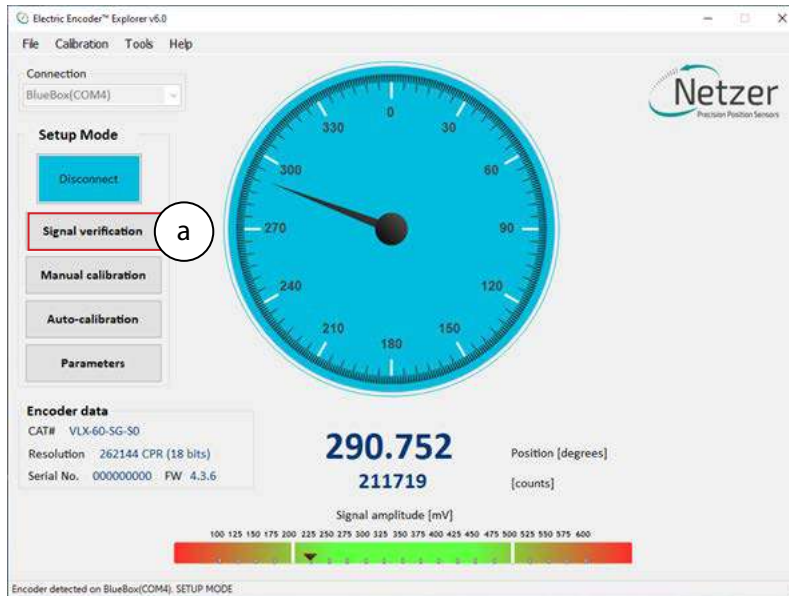 Electric Encoder™ Explorer v6.0
File Calibration Tools Help
Connection
BlueBox(COM4)
Netzer
Precision Position Sensors
Setup Mode
Disconnect
Signal verification
a
Manual calibration
Auto-calibration
Parameters
0
30
60
90
120
150
180
210
240
270
300
330
Encoder data
CAT# VLX-60-SG-S0
Resolution 262144 CPR (18 bits)
Serial No. 000000000 FW 4.3.6
290.752 Position [degrees]
211719 [counts]
Signal amplitude [mV]
100 125 150 175 200 225 250 275 300 325 350 375 400 425 450 475 500 525 550 575 600
Encoder detected on BlueBox(COM4). SETUP MODE